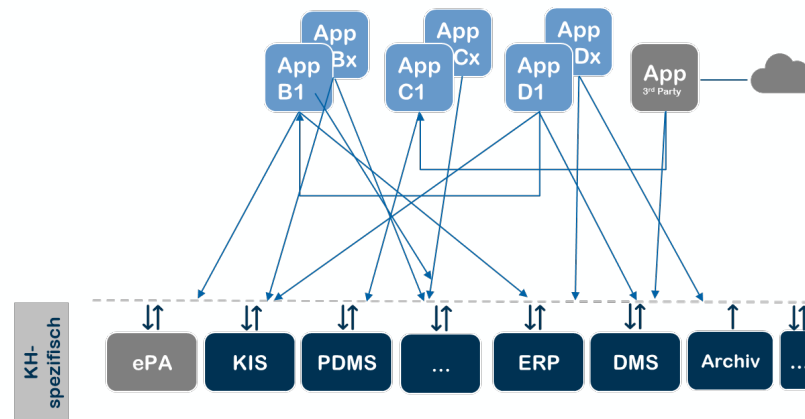 App
Bx
App
B1
App
Cx
App
C1
App
Dx
App
D1
App
3rd Party
KH-
spezifisch
ePA
KIS
PDMS
...
ERP
DMS
Archiv
...